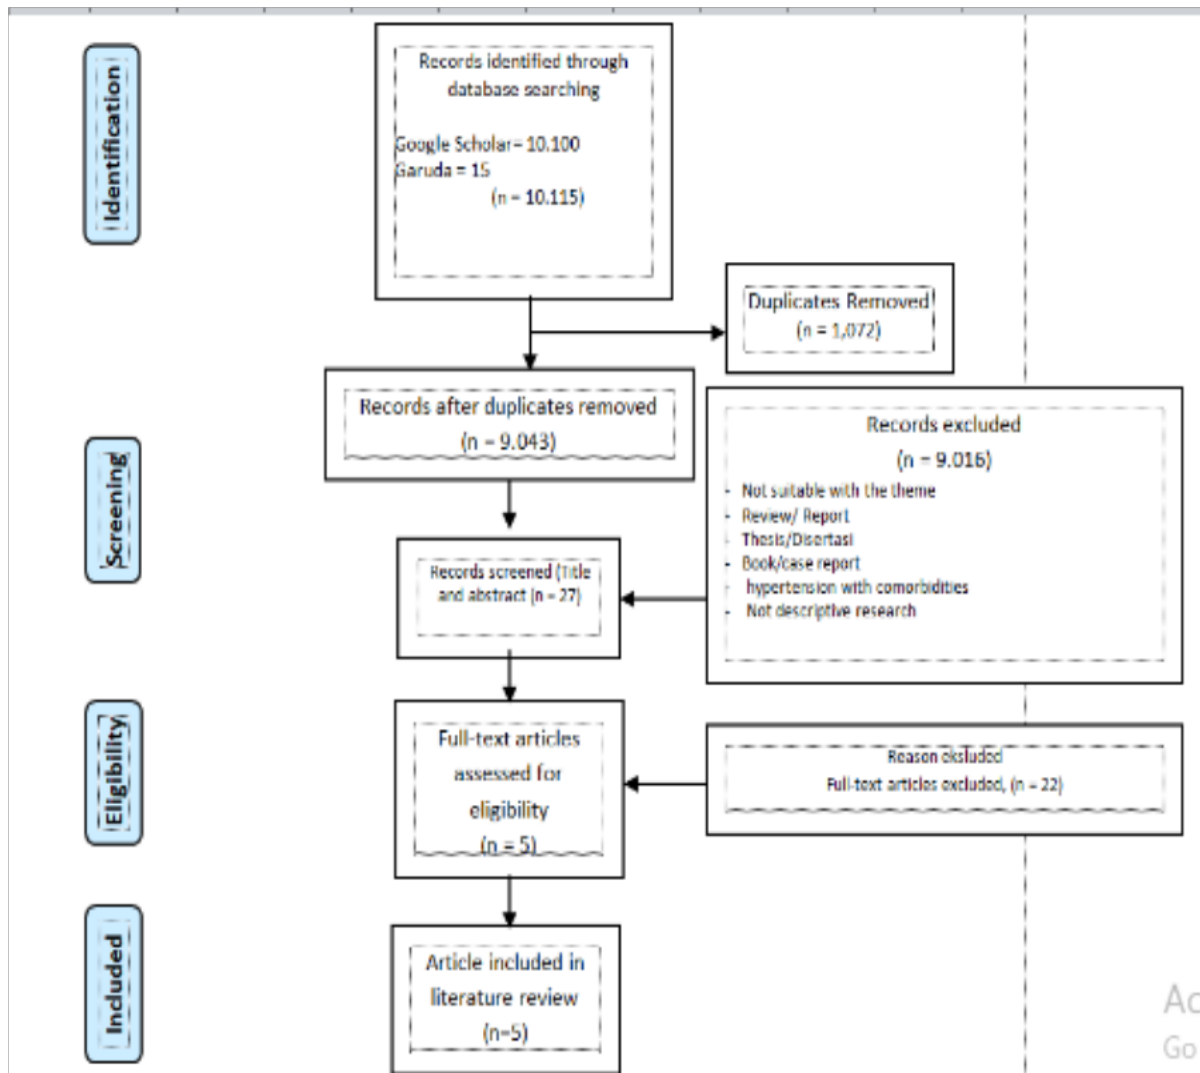 Identification
Records identified through
database searching
Google Scholar= 10.100
Garuda = 15
(n = 10.115)
Duplicates Removed
(n = 1,072)
Records after duplicates removed
(n = 9.043)
Screening
Records excluded
(n = 9.016)
- Not suitable with the theme
- Review/ Report
- Thesis/Disertasi
- Book/case report
- hypertension with comorbidities
- Not descriptive research
Records screened (Title
and abstract (n = 27)
Eligibility
Full-text articles
assessed for
eligibility
(n = 5)
Reason eksluded
Full-text articles excluded, (n = 22)
Included
Article included in
literature review
(n=5)
Ac
Go